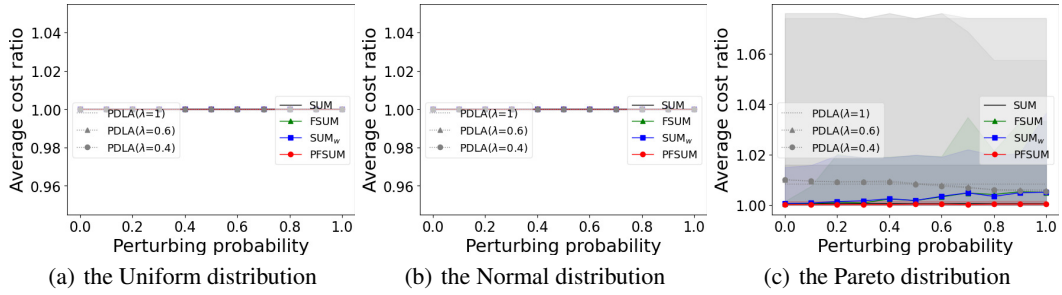 Average cost ratio
1.04
1.02
1.00
0.98
0.96
PDLA(λ=1)
PDLA(λ=0.6)
PDLA(λ=0.4)
SUM
FSUM
SUMw
PFSUM
0.0 0.2 0.4 0.6 0.8 1.0
Perturbing probability
(a) the Uniform distribution
Average cost ratio
1.04
1.02
1.00
0.98
0.96
PDLA(λ=1)
PDLA(λ=0.6)
PDLA(λ=0.4)
SUM
FSUM
SUMw
PFSUM
0.0 0.2 0.4 0.6 0.8 1.0
Perturbing probability
(b) the Normal distribution
Average cost ratio
1.06
1.04
1.02
1.00
PDLA(λ=1)
PDLA(λ=0.6)
PDLA(λ=0.4)
SUM
FSUM
SUMw
PFSUM
0.0 0.2 0.4 0.6 0.8 1.0
Perturbing probability
(c) the Pareto distribution